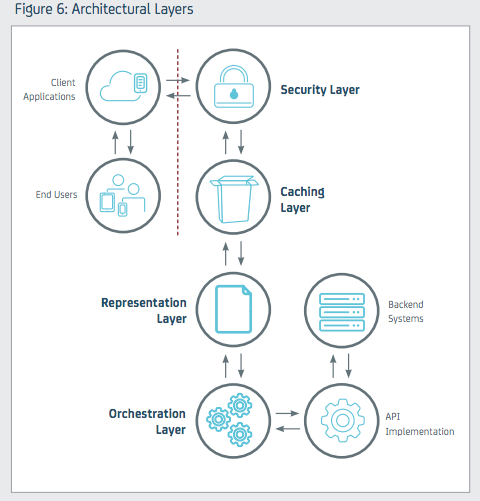 Figure 6: Architectural Layers
Client
Applications
Security Layer
End Users
Caching
Layer
Representation
Layer
Backend
Systems
Orchestration
Layer
API
Implementation